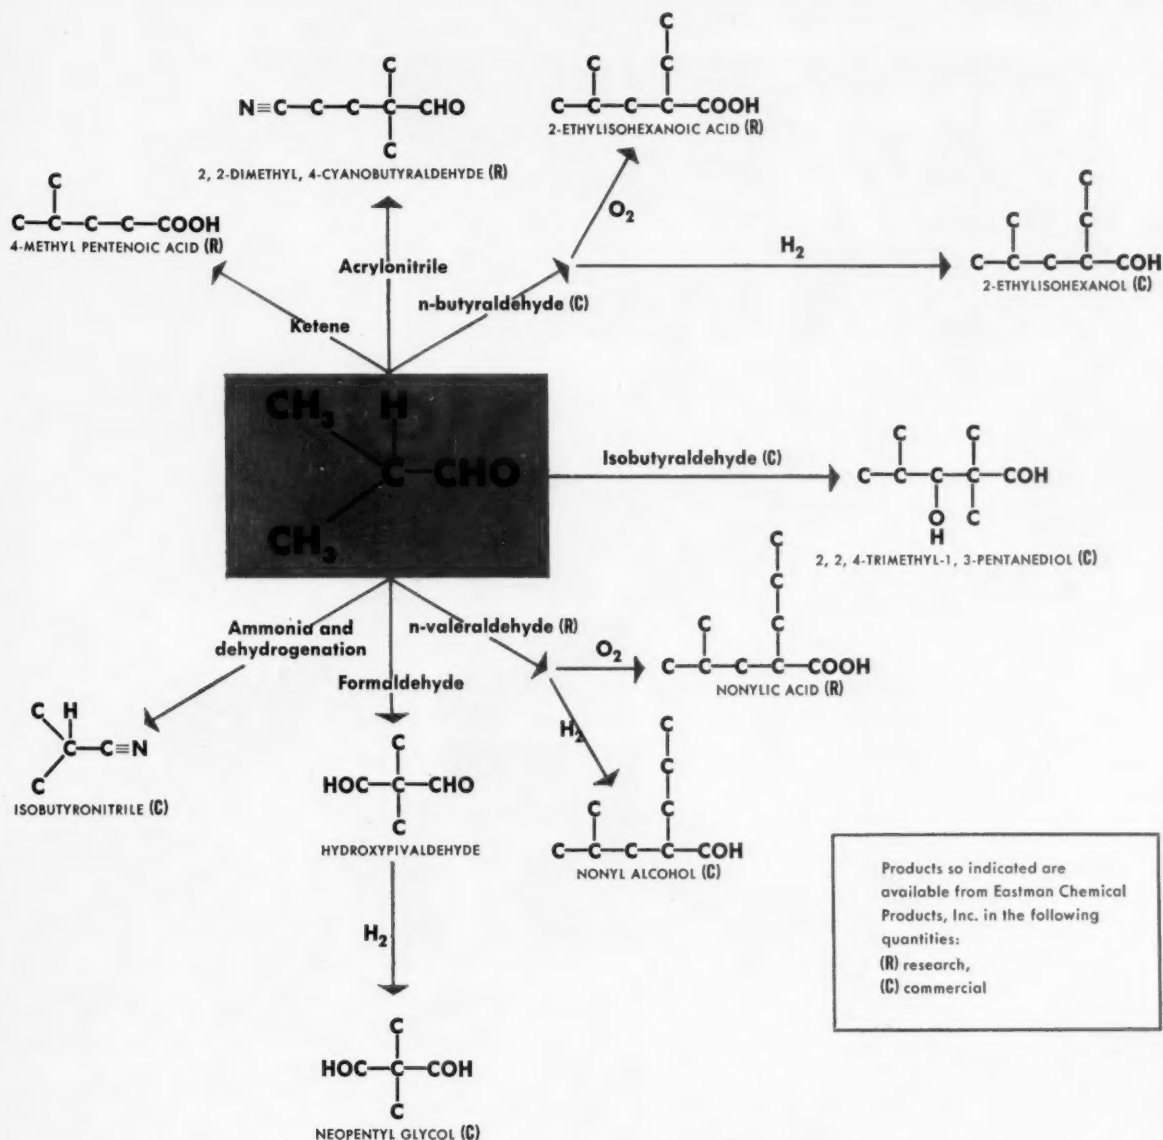 C
C
C
C
N≡C—C—C—C—CHO
C—C—C—C—COOH
2-ETHYLISOHEXANOIC ACID (R)
C
2, 2-DIMETHYL, 4-CYANOBUTYRALDEHYDE (R)
C
C—C—C—C—COOH
4-METHYL PENTENOIC ACID (R)
O₂
C
C
C
H₂
C—C—C—C—COH
2-ETHYLISOHEXANOL (C)
Acrylonitrile
n-butyraldehyde (C)
Ketene
CH₃ H
C—CHO
CH₃
Isobutyraldehyde (C)
C
C
C—C—C—C—COH
O
H
C
2, 2, 4-TRIMETHYL-1, 3-PENTANEDIOL (C)
Ammonia and
dehydrogenation
n-valeraldehyde (R)
O₂
C
C
C
C
C—C—C—C—COOH
NONYLIC ACID (R)
Formaldehyde
H₂
C
H
C—C≡N
C
ISOBUTYRONITRILE (C)
C
HOC—C—CHO
C
HYDROXYPIVALDEHYDE
C
C
C
C
C—C—C—C—COH
NONYL ALCOHOL (C)
H₂
C
HOC—C—COH
C
NEOPENTYL GLYCOL (C)
Products so indicated are
available from Eastman Chemical
Products, Inc. in the following
quantities:
(R) research,
(C) commercial